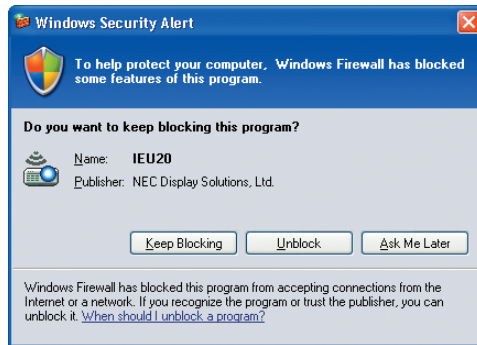 Windows Security Alert
To help protect your computer, Windows Firewall has blocked
some features of this program.
Do you want to keep blocking this program?
Name: IEU20
Publisher: NEC Display Solutions, Ltd.
Keep Blocking Unblock Ask Me Later
Windows Firewall has blocked this program from accepting connections from the
Internet or a network. If you recognize the program or trust the publisher, you can
unblock it. When should I unblock a program?